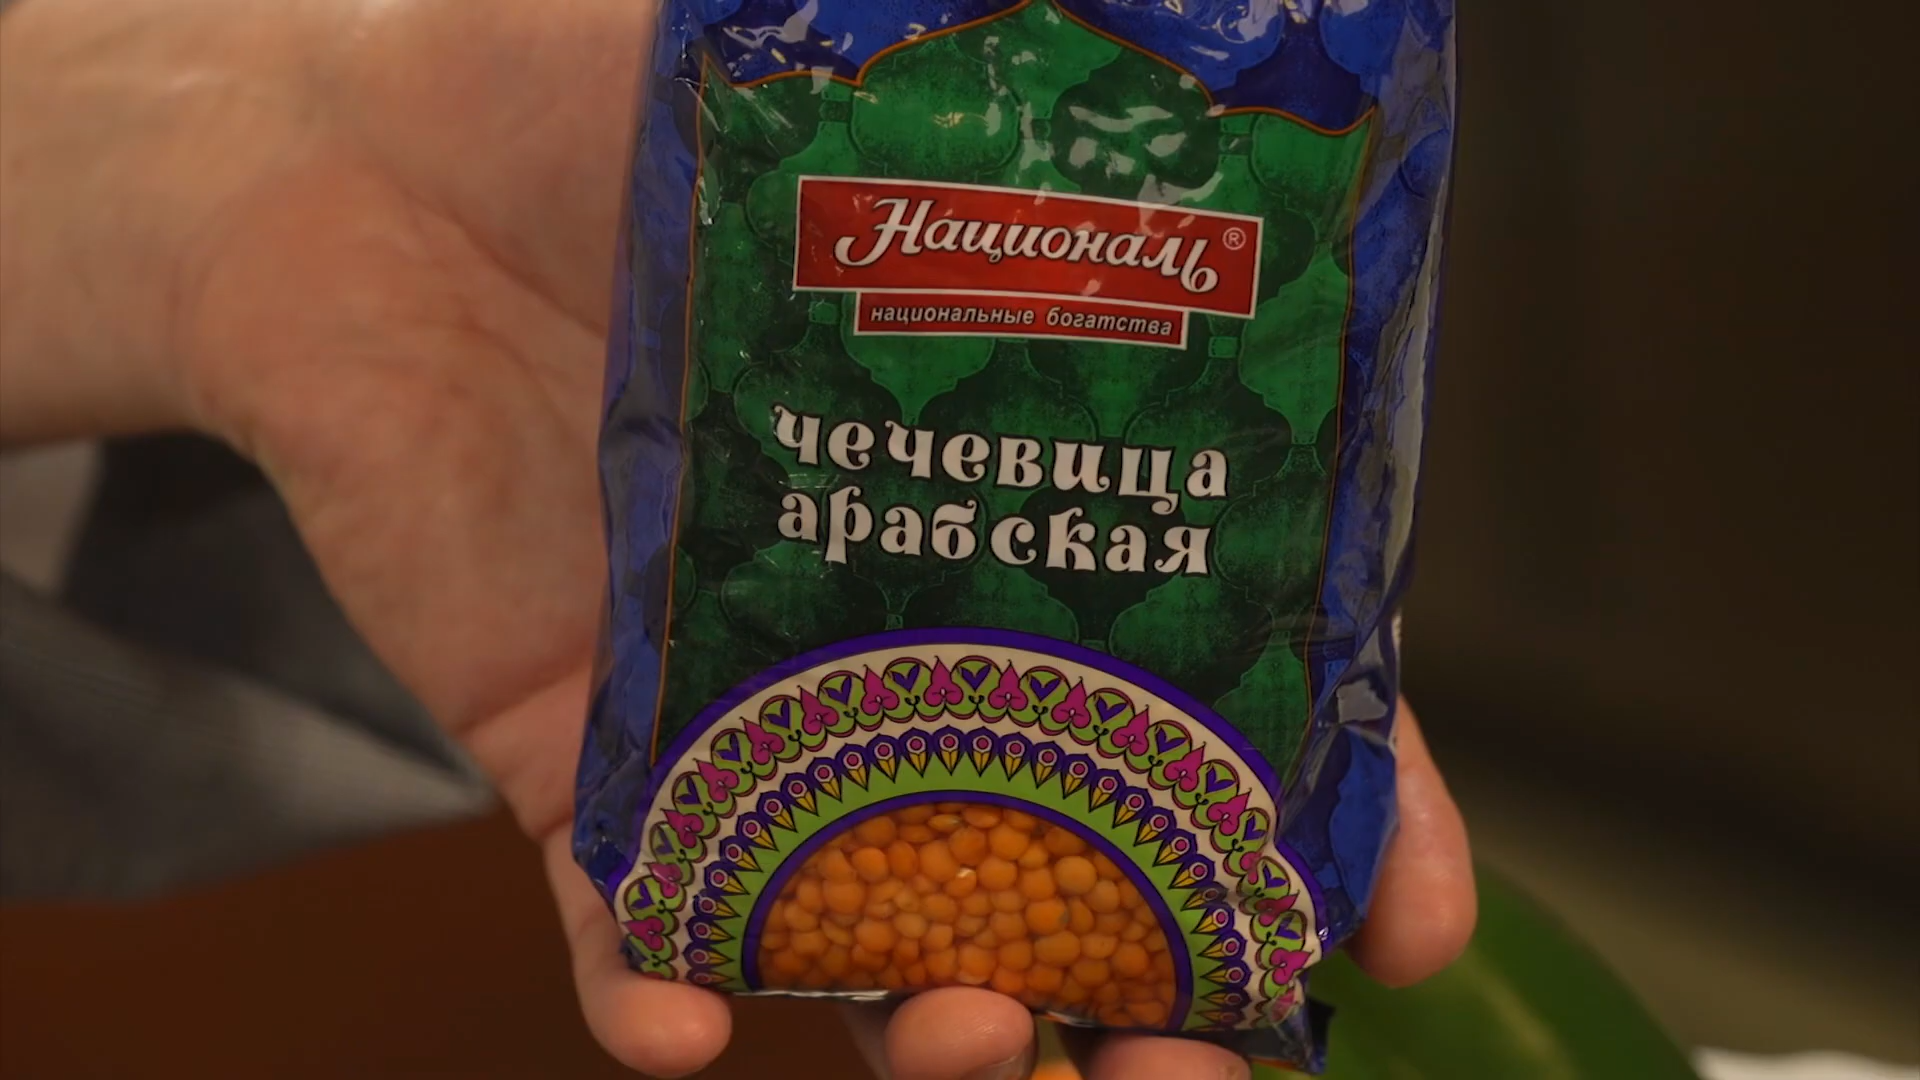 Националь®
национальные богатства
чечевица
арабская